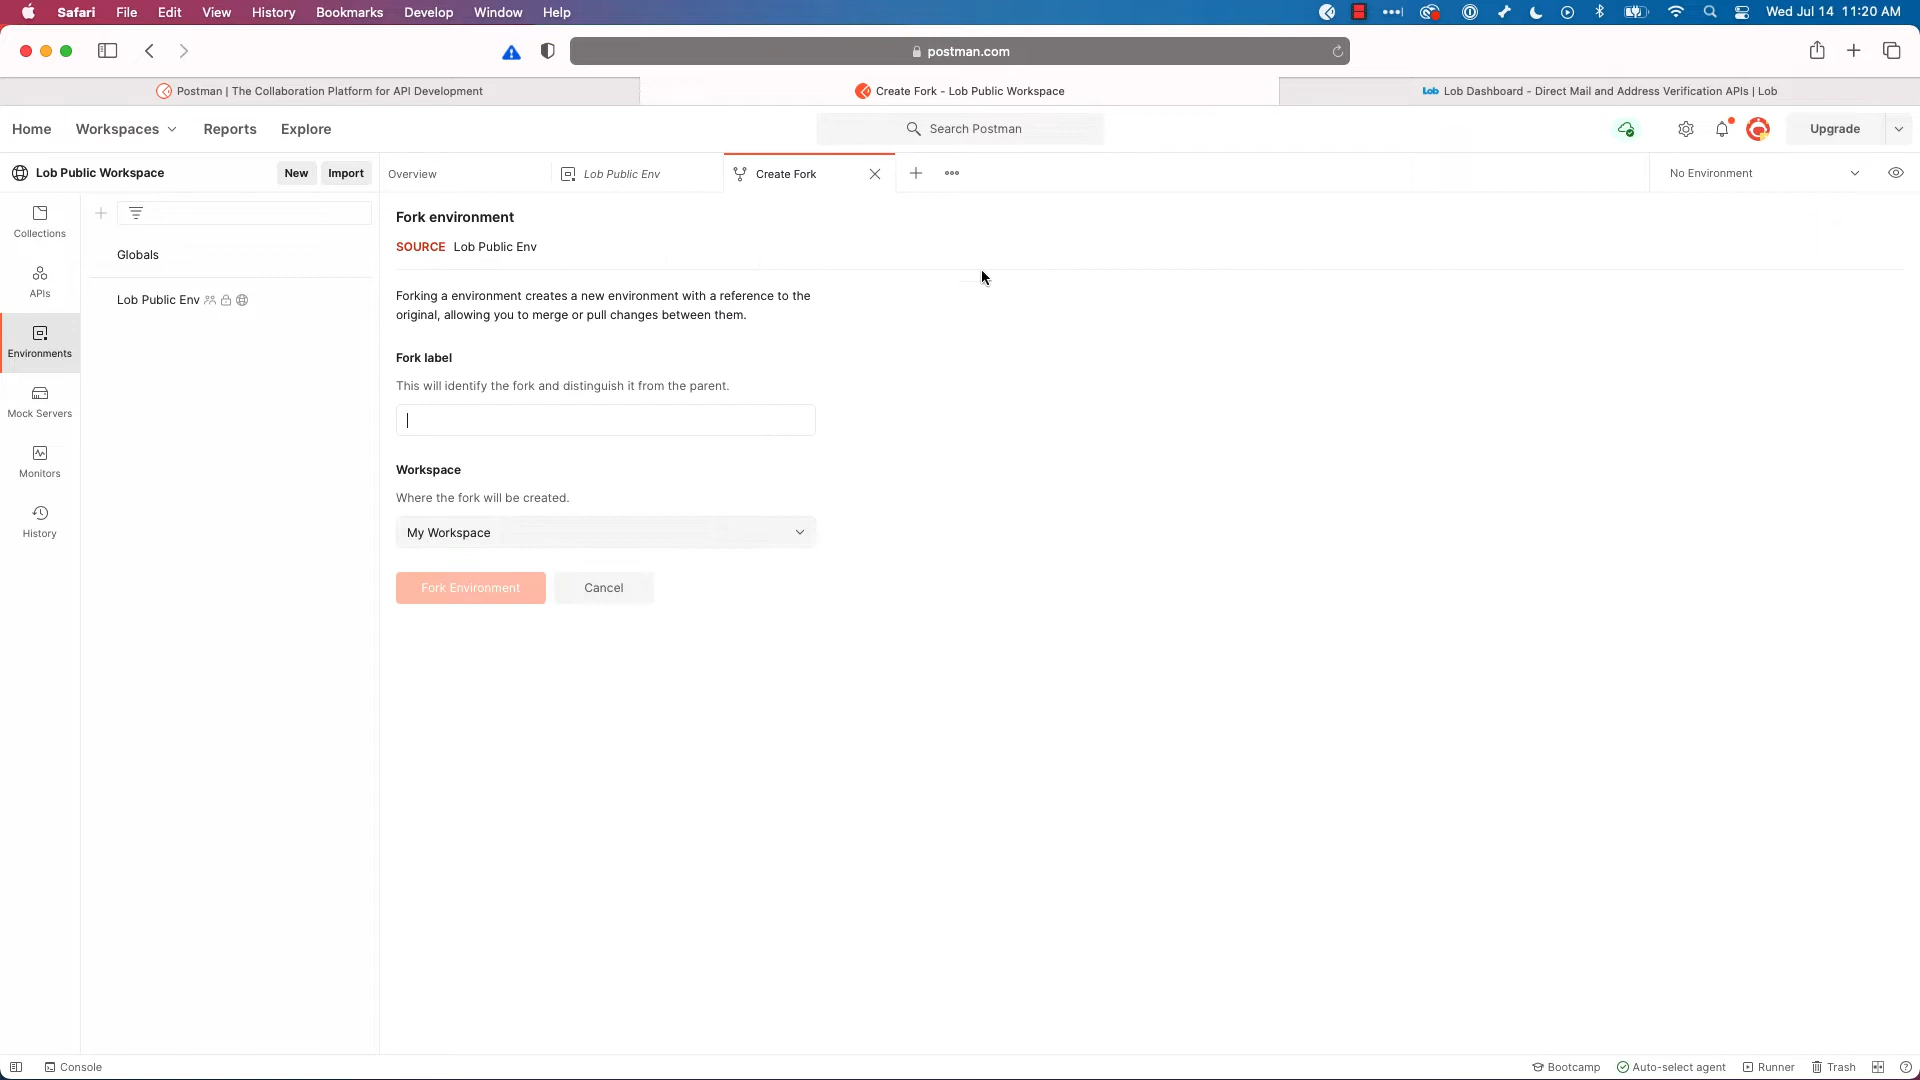 Safari File Edit View History Bookmarks Develop Window Help Wed Jul 14 11:20 AM
postman.com
Postman | The Collaboration Platform for API Development
Create Fork - Lob Public Workspace
Lob Lob Dashboard - Direct Mail and Address Verification APIs | Lob
Home Workspaces Reports Explore Search Postman Upgrade
Lob Public Workspace New Import Overview Lob Public Env Create Fork No Environment
Collections
APIs
Environments
Mock Servers
Monitors
History
Globals
Lob Public Env
Fork environment
SOURCE Lob Public Env
Forking a environment creates a new environment with a reference to the
original, allowing you to merge or pull changes between them.
Fork label
This will identify the fork and distinguish it from the parent.
Workspace
Where the fork will be created.
My Workspace
Fork Environment Cancel
Console Bootcamp Auto-select agent Runner Trash